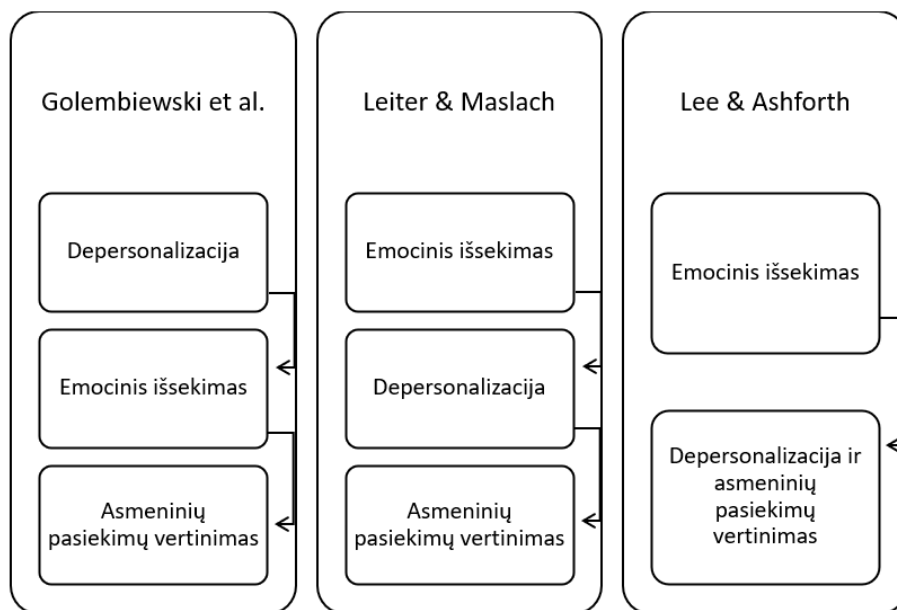 Golembiewski et al.
Depersonalizacija
Emocinis išsekimas
Asmeninių
pasiekimų vertinimas
Leiter & Maslach
Emocinis išsekimas
Depersonalizacija
Asmeninių
pasiekimų vertinimas
Lee & Ashforth
Emocinis išsekimas
Depersonalizacija ir
asmeninių
pasiekimų
vertinimas